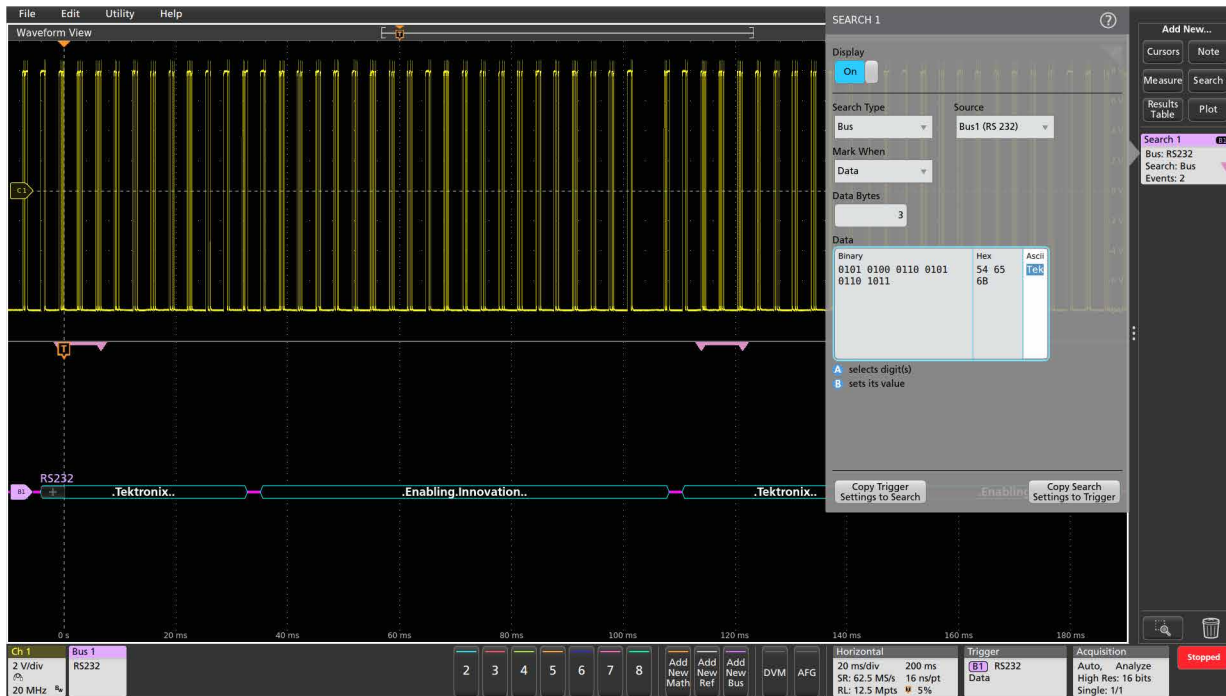 File Edit Utility Help
Waveform View
T
C1
T
RS232
B1 + .Tektronix.. .Enabling.Innovation.. .Tektronix.. .Enabling
0 s 20 ms 40 ms 60 ms 80 ms 100 ms 120 ms 140 ms 160 ms 180 ms
SEARCH 1 ?
Display
On
Search Type Source
Bus Bus1 (RS 232)
Mark When
Data
Data Bytes
3
Data
Binary Hex Ascii
0101 0100 0110 0101 54 65 Tek
0110 1011 6B
A selects digit(s)
B sets its value
Copy Trigger Copy Search
Settings to Search Settings to Trigger
Add New...
Cursors Note
Measure Search
Results
Table Plot
Search 1 B1
Bus: RS232
Search: Bus
Events: 2
Ch 1
2 V/div
20 MHz Bw
Bus 1
RS232
2 3 4 5 6 7 8
Add New Math
Add New Ref
Add New Bus
DVM AFG
Horizontal
20 ms/div 200 ms
SR: 62.5 MS/s 16 ns/pt
RL: 12.5 Mpts 5%
Trigger
B1 RS232
Data
Acquisition
Auto, Analyze
High Res: 16 bits
Single: 1/1
Stopped